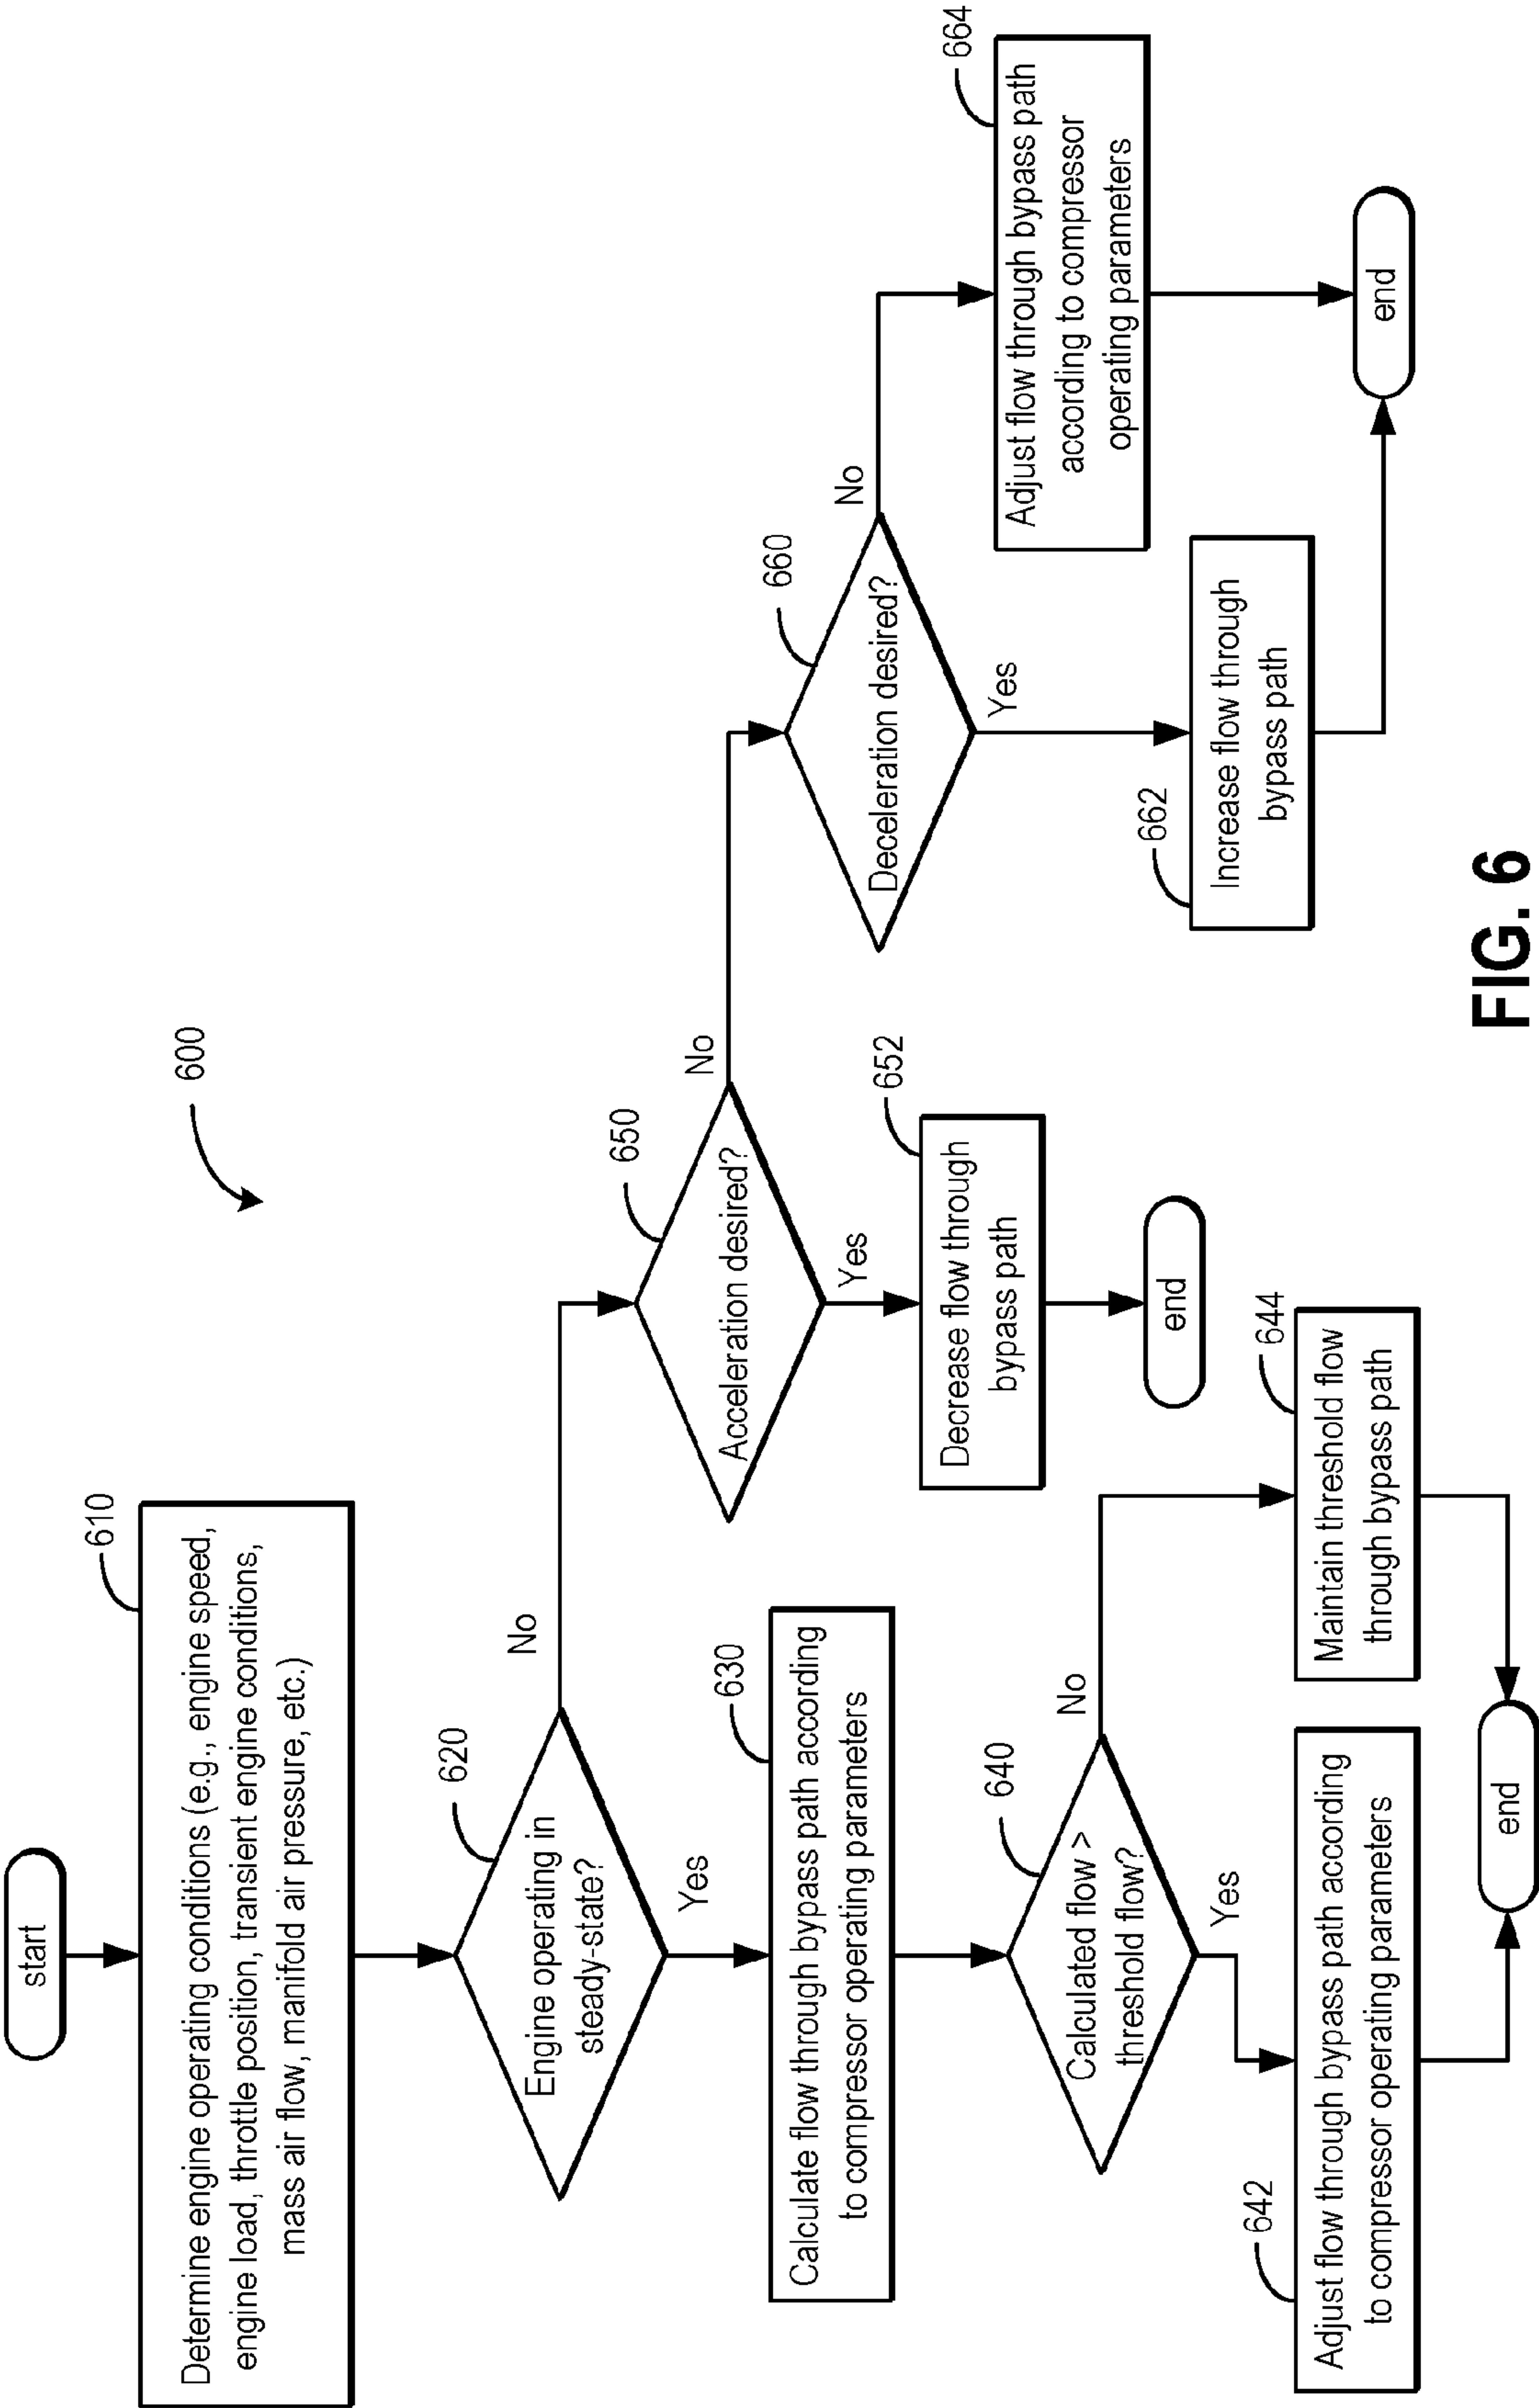 600
start
610
Determine engine operating conditions (e.g., engine speed,
engine load, throttle position, transient engine conditions,
mass air flow, manifold air pressure, etc.)
620
Engine operating in
steady-state?
No
Yes
630
Calculate flow through bypass path according
to compressor operating parameters
640
Calculated flow >
threshold flow?
No
Yes
642
Adjust flow through bypass path according
to compressor operating parameters
644
Maintain threshold flow
through bypass path
end
650
Acceleration desired?
No
Yes
652
Decrease flow through
bypass path
end
660
Deceleration desired?
No
Yes
662
Increase flow through
bypass path
664
Adjust flow through bypass path
according to compressor
operating parameters
end
FIG. 6